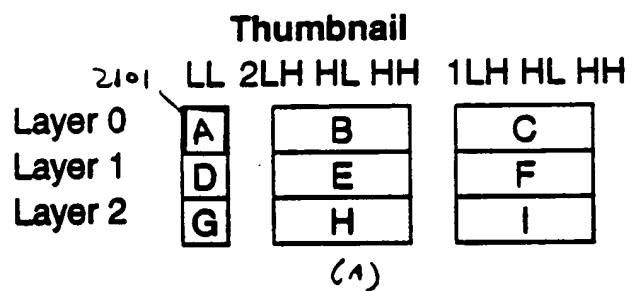 Thumbnail
2101 LL 2LH HL HH 1LH HL HH
Layer 0 A B C
Layer 1 D E F
Layer 2 G H I
(A)